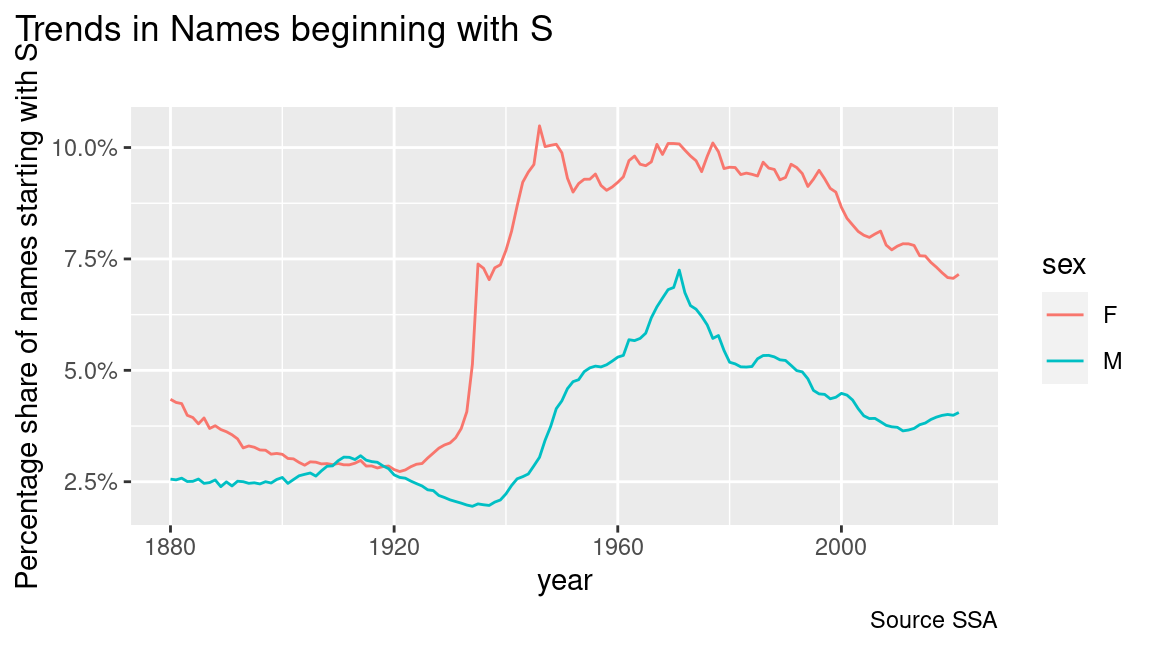 Trends in Names beginning with S
Percentage share of names starting with S
10.0%
7.5%
5.0%
2.5%
1880
1920
1960
2000
year
sex
F
M
Source SSA